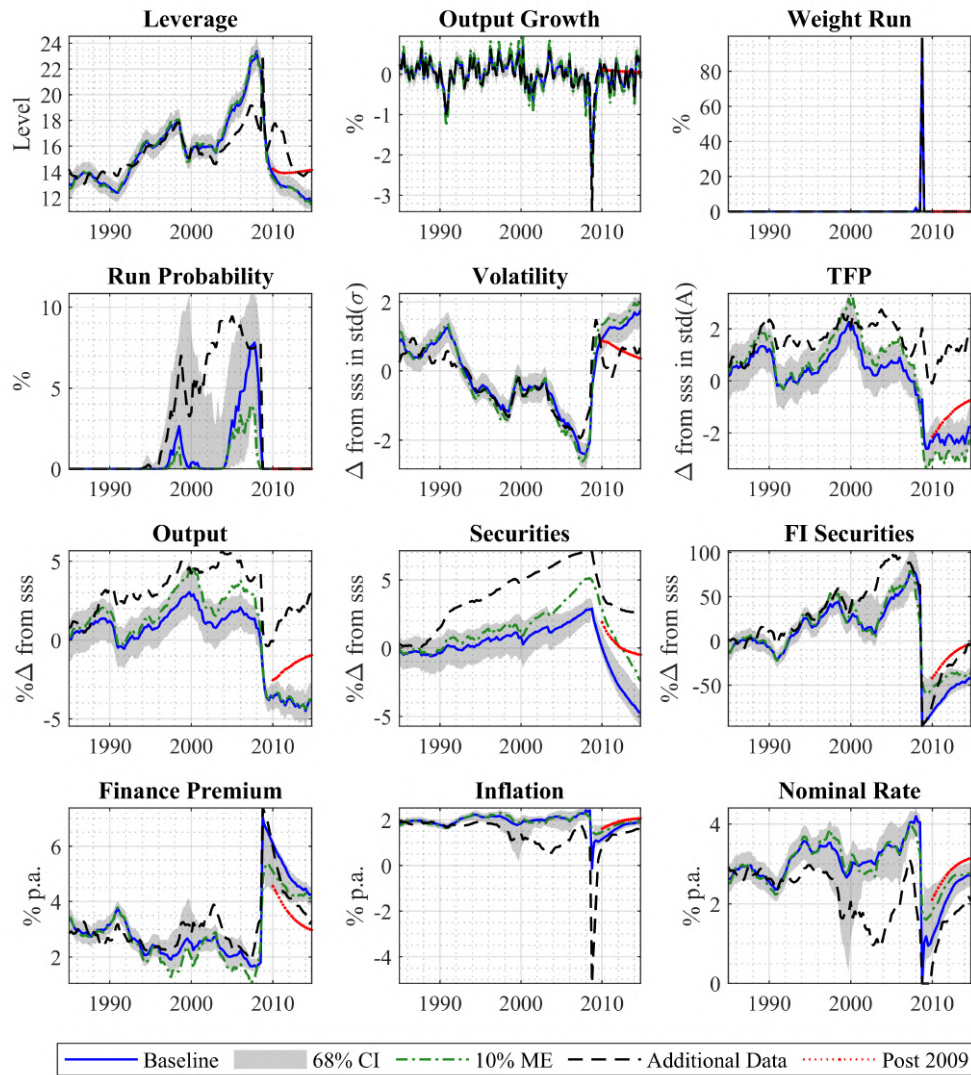 Leverage Output Growth Weight Run
24
22
20
18
16
14
12
Level
1990 2000 2010
0
-1
-2
-3
%
1990 2000 2010
80
60
40
20
0
%
1990 2000 2010
Run Probability Volatility TFP
10
5
0
%
1990 2000 2010
2
0
-2
Δ from sss in std(σ)
1990 2000 2010
2
0
-2
Δ from sss in std(A)
1990 2000 2010
Output Securities FI Securities
5
0
-5
%Δ from sss
1990 2000 2010
5
0
-5
%Δ from sss
1990 2000 2010
100
50
0
-50
%Δ from sss
1990 2000 2010
Finance Premium Inflation Nominal Rate
6
4
2
% p.a.
1990 2000 2010
2
0
-2
-4
% p.a.
1990 2000 2010
4
2
0
% p.a.
1990 2000 2010
Baseline 68% CI 10% ME Additional Data Post 2009